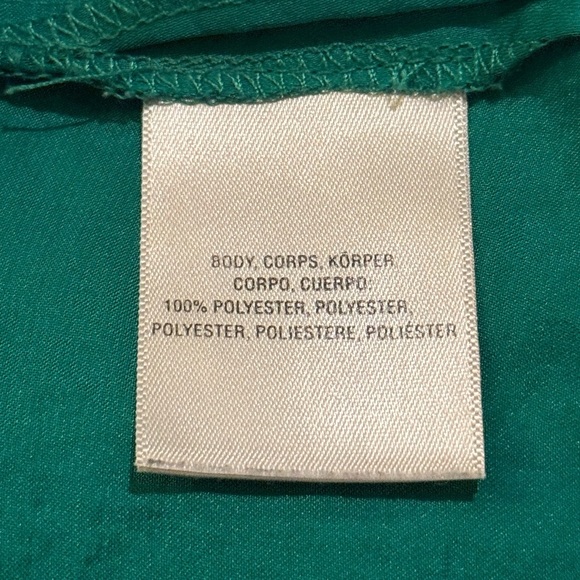 BODY, CORPS, KÖRPER
CORPO, CUERPO:
100% POLYESTER, POLYESTER,
POLYESTER, POLIESTERE, POLIÉSTER